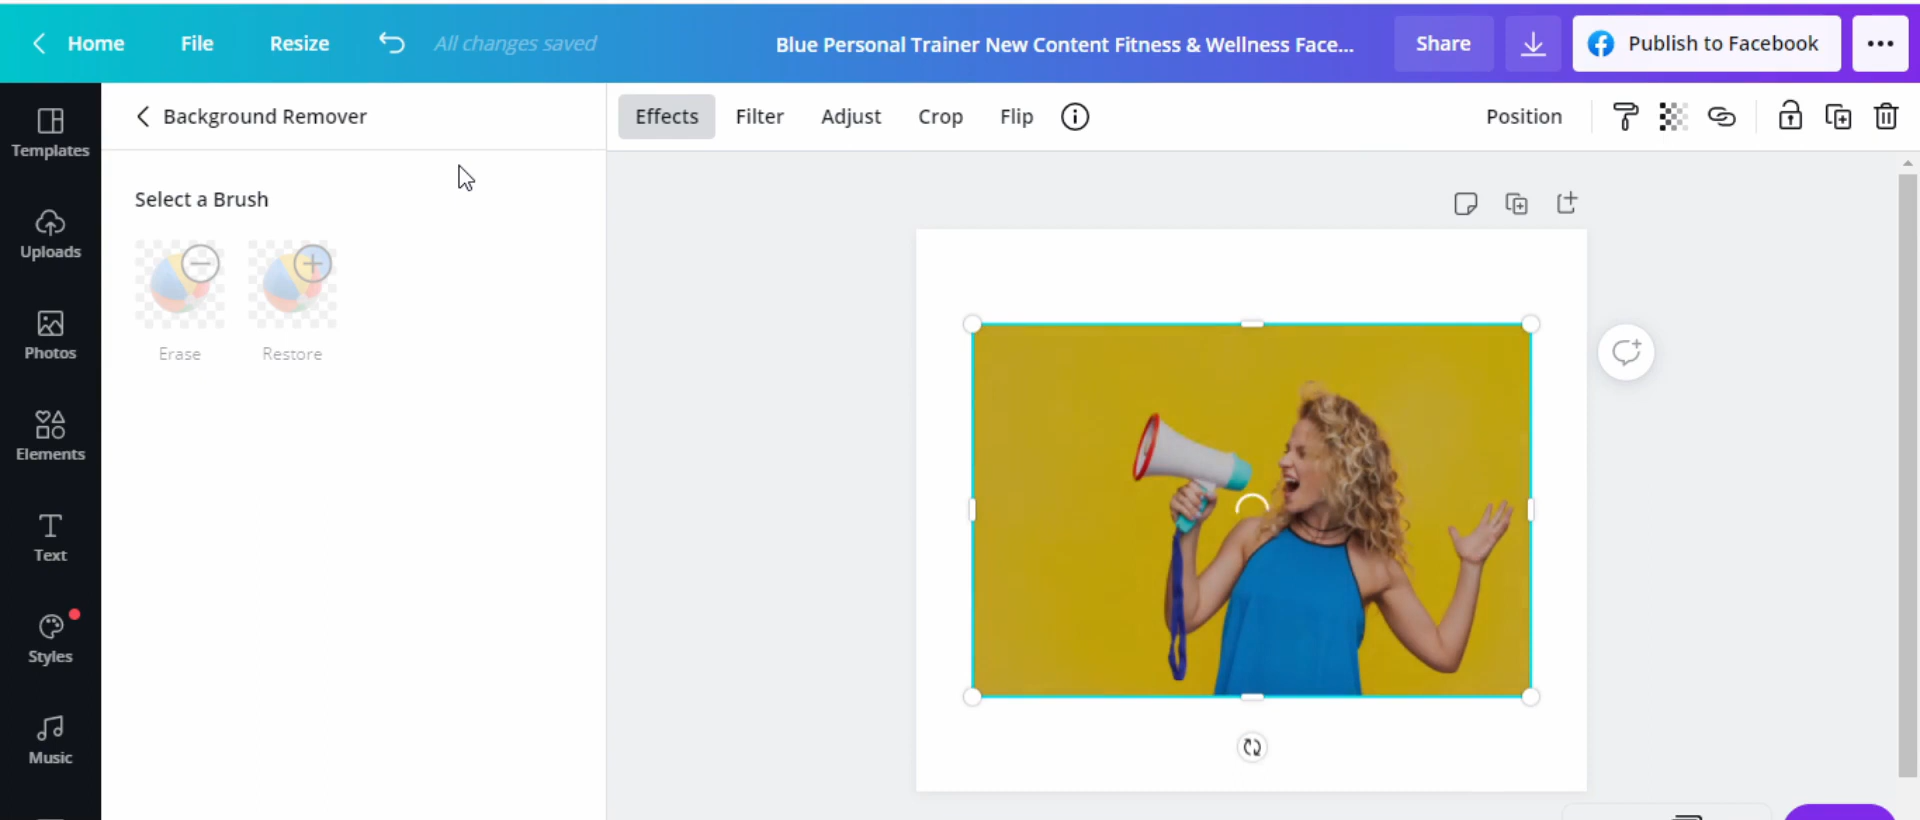 Home File Resize All changes saved Blue Personal Trainer New Content Fitness & Wellness Face... Share Publish to Facebook
Background Remover
Effects Filter Adjust Crop Flip Position
Select a Brush
Erase Restore
Templates
Uploads
Photos
Elements
Text
Styles
Music